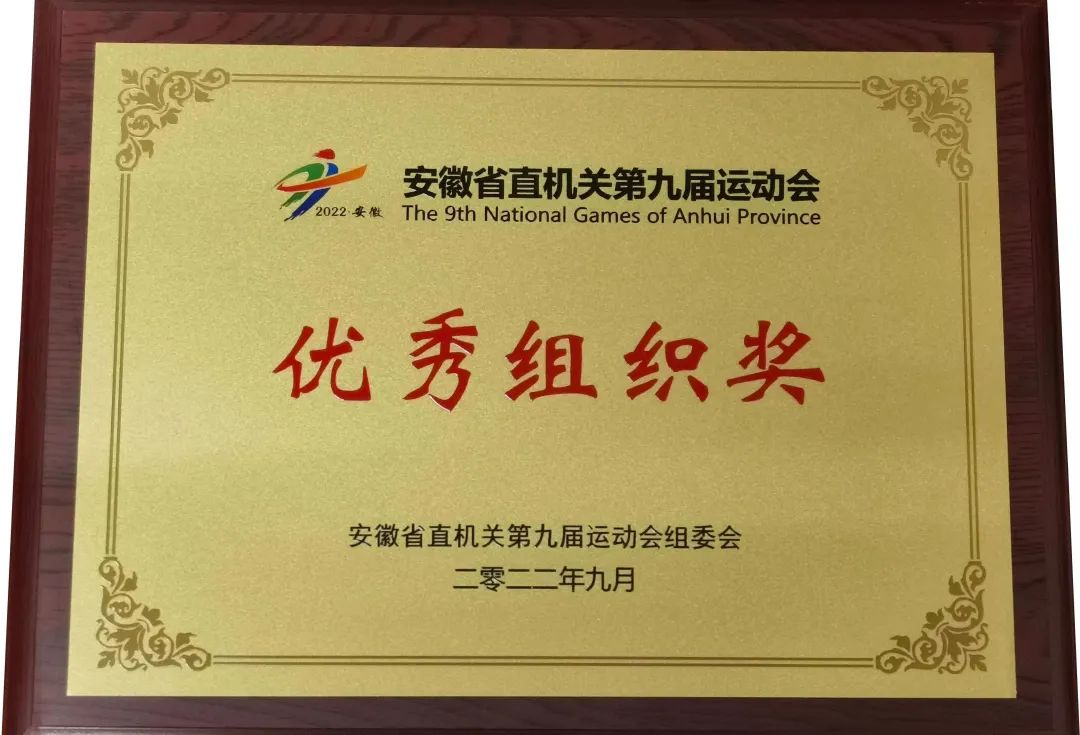 2022·安徽
安徽省直机关第九届运动会
The 9th National Games of Anhui Province
优秀组织奖
安徽省直机关第九届运动会组委会
二零二二年九月